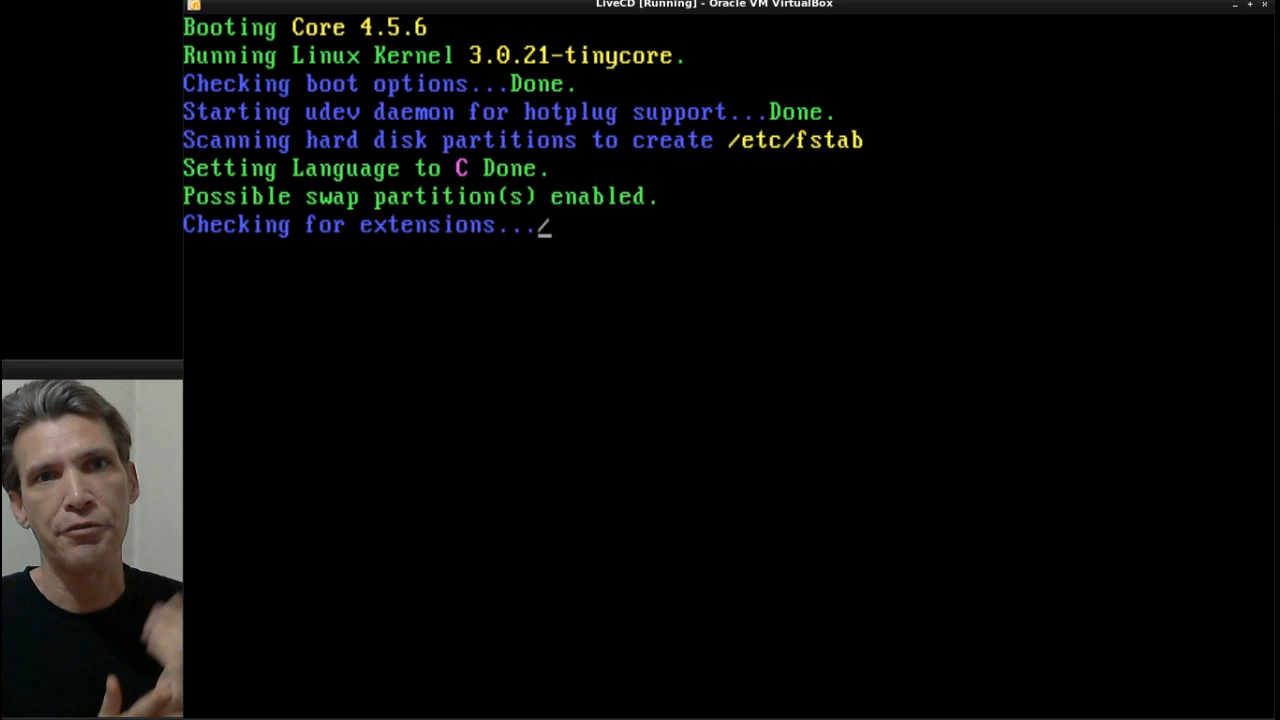 LiveCD [Running] - Oracle VM VirtualBox
Booting Core 4.5.6
Running Linux Kernel 3.0.21-tinycore.
Checking boot options...Done.
Starting udev daemon for hotplug support...Done.
Scanning hard disk partitions to create /etc/fstab
Setting Language to C Done.
Possible swap partition(s) enabled.
Checking for extensions.../